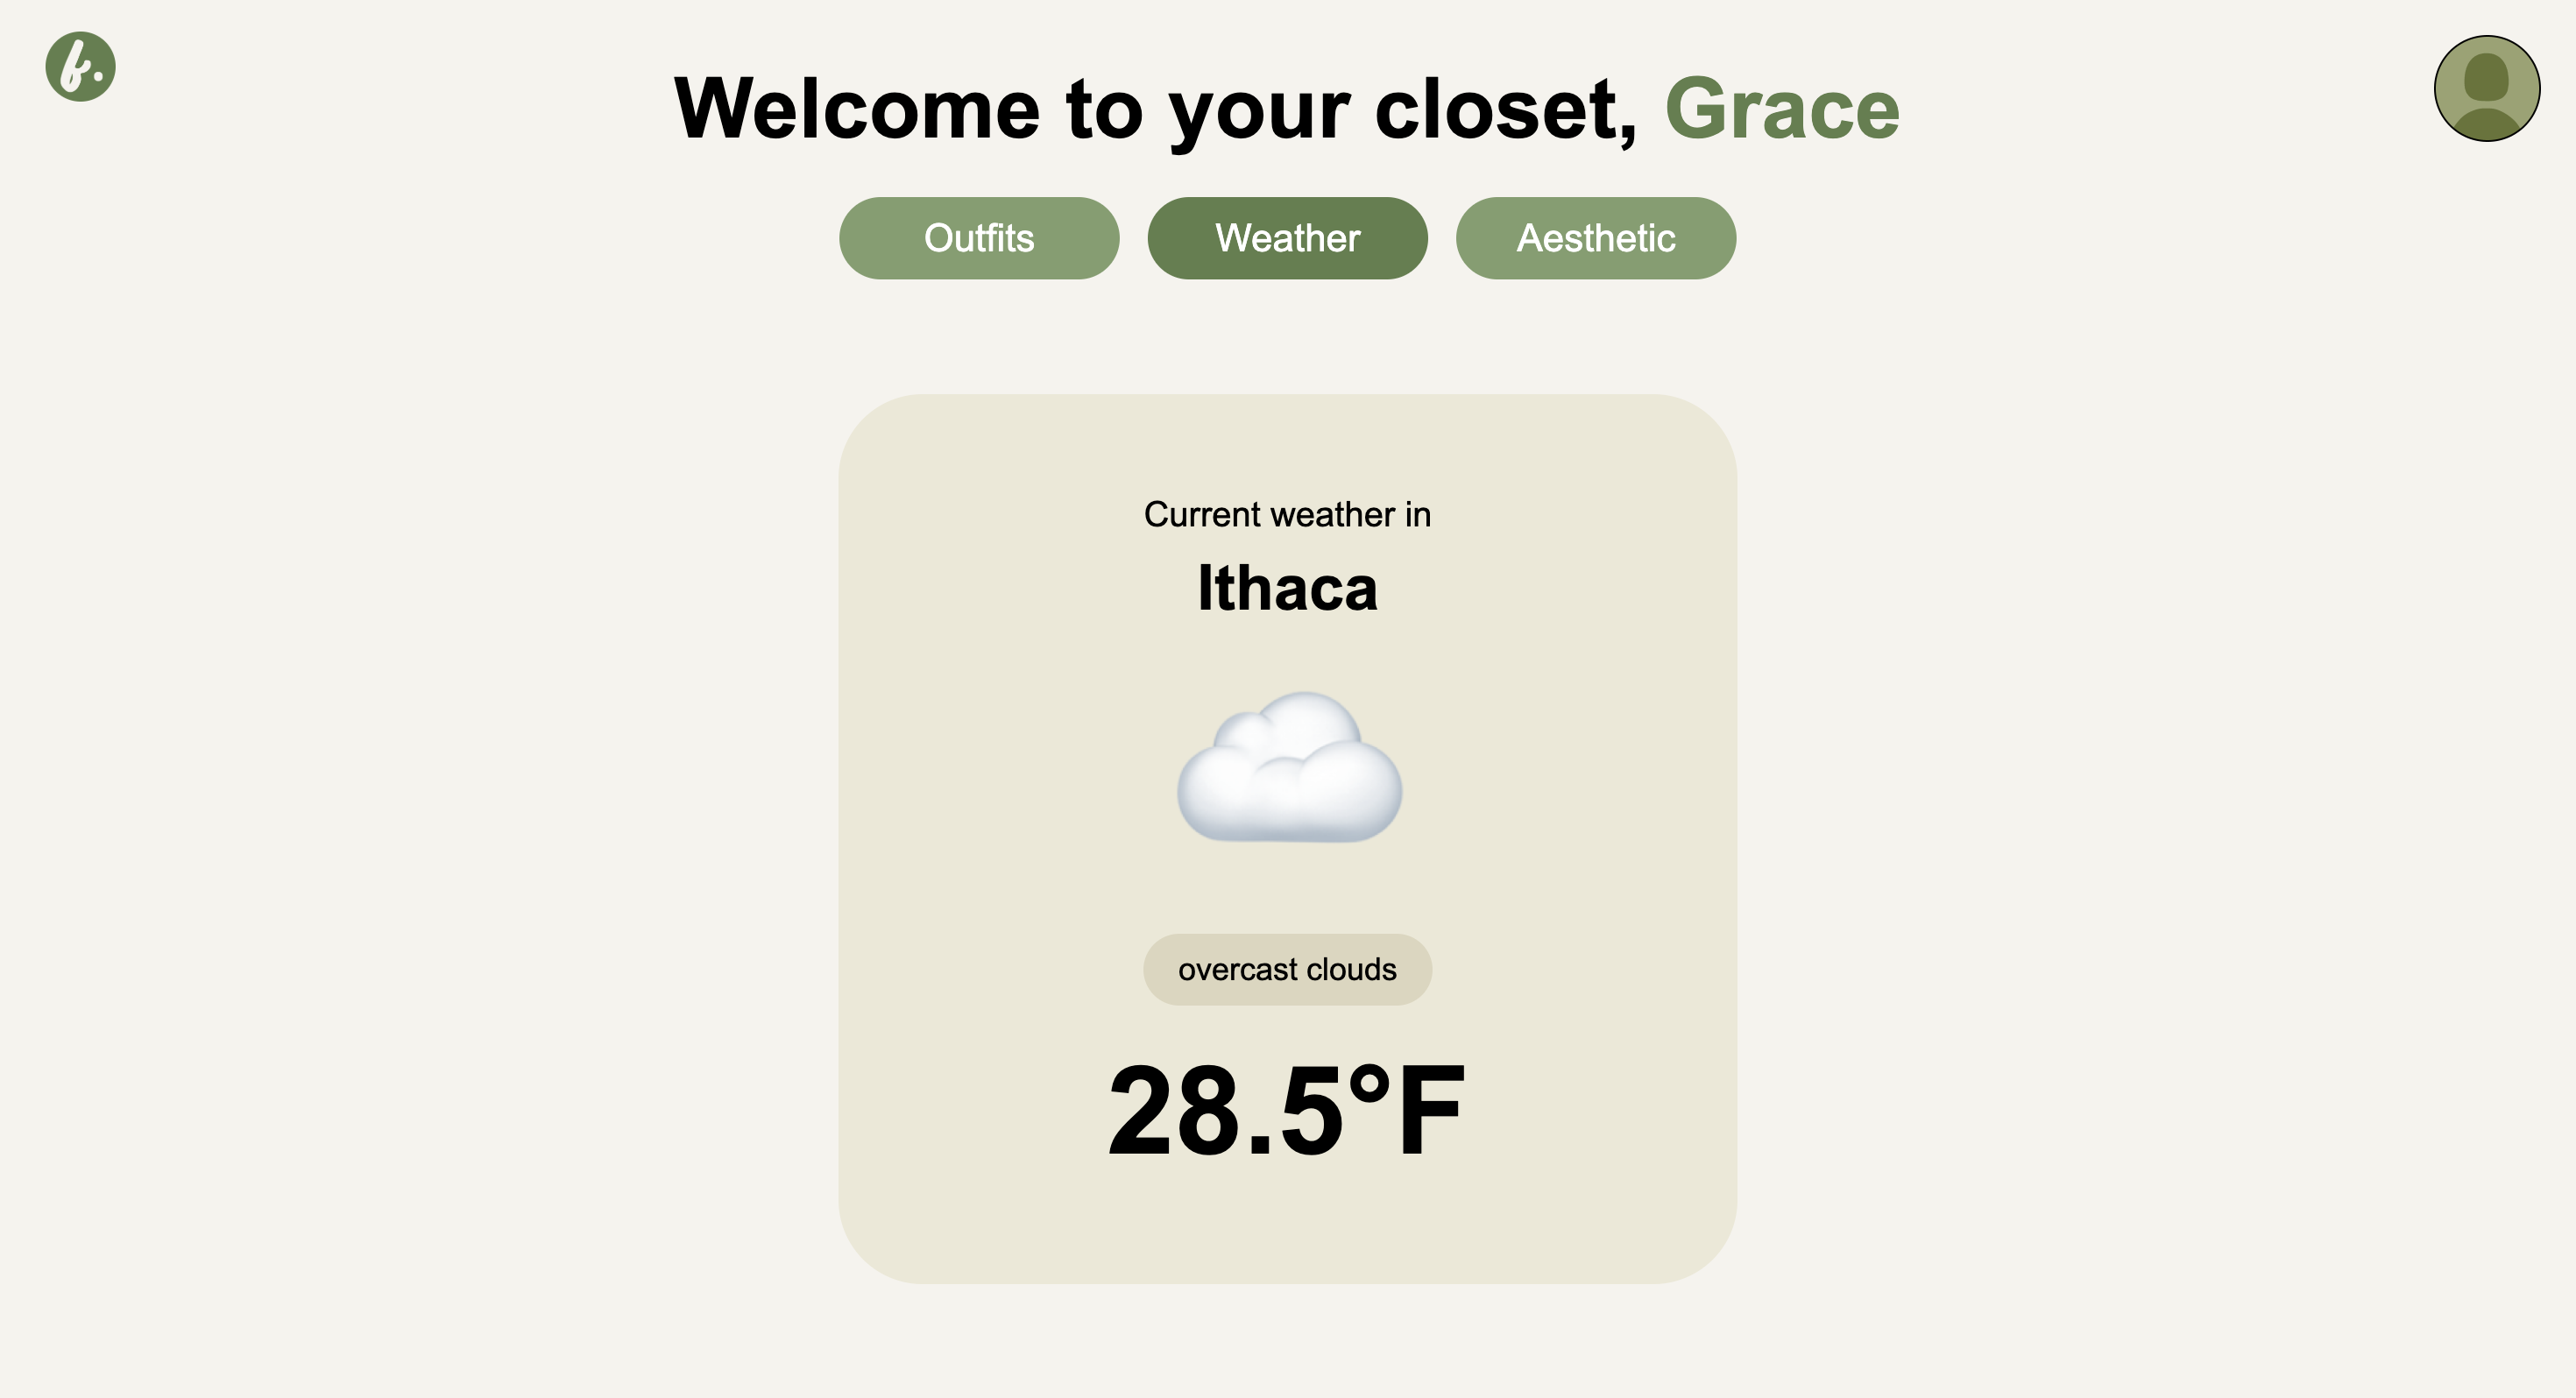 f.
Welcome to your closet, Grace
Outfits
Weather
Aesthetic
Current weather in
Ithaca
overcast clouds
28.5°F